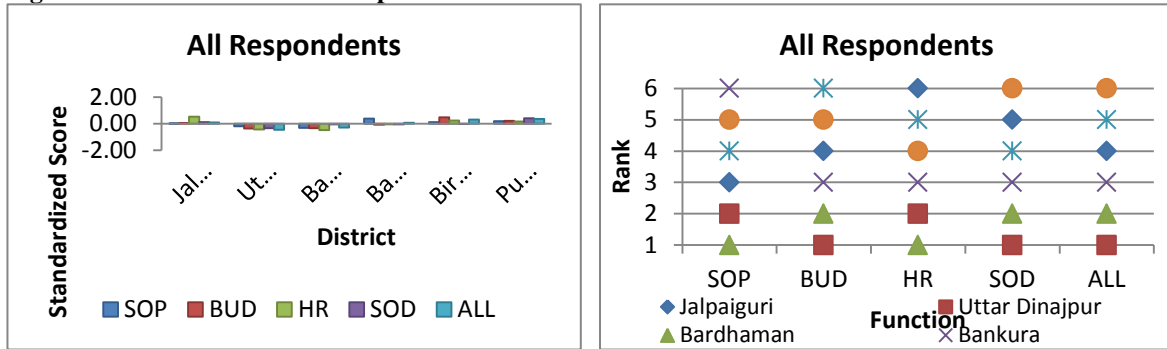 All Respondents
Standardized Score
2.00
0.00
-2.00
Jal...
Ut...
Ba...
Ba...
Bir...
Pu...
District
SOP BUD HR SOD ALL
All Respondents
Rank
6
5
4
3
2
1
SOP BUD HR SOD ALL
Function
Jalpaiguri Uttar Dinajpur
Bardhaman Bankura